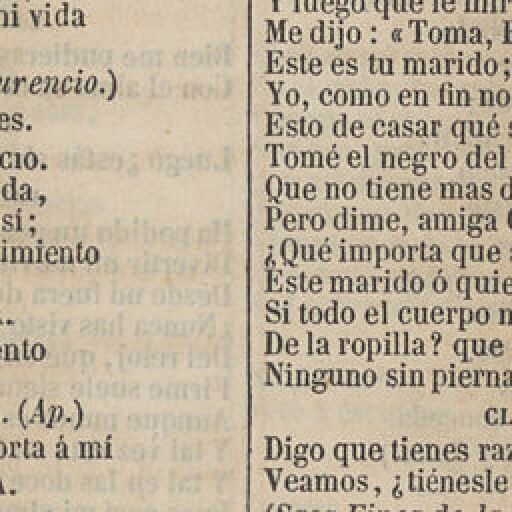 mi vida
urencio.)
es.
cio.
da,
sí;
imiento
..
ento
. (Ap.)
orta á mí
A.
Y luego que le mir
Me dijo: «Toma,
Este es tu marido;
Yo, como en fin no
Esto de casar qué s
Tomé el negro del
Que no tiene mas d
Pero dime, amiga
¿Qué importa que
Este marido ó quie
Si todo el cuerpo
De la ropilla? que
Ninguno sin pierna
CL
Digo que tienes raz
Veamos, ¿tiénesle